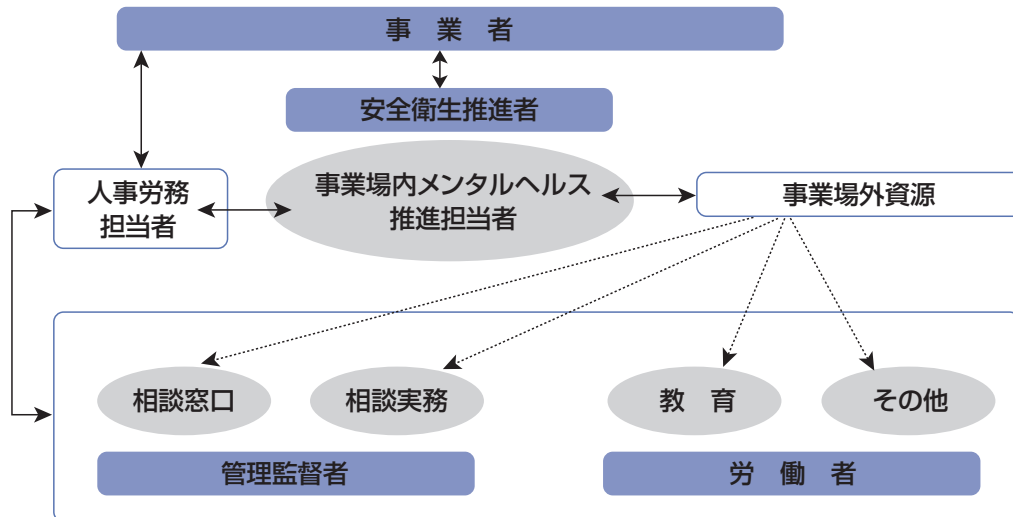 事　業　者
安全衛生推進者
人事労務
担当者
事業場内メンタルヘルス
推進担当者
事業場外資源
相談窓口
相談実務
教　育
その他
管理監督者
労　働　者